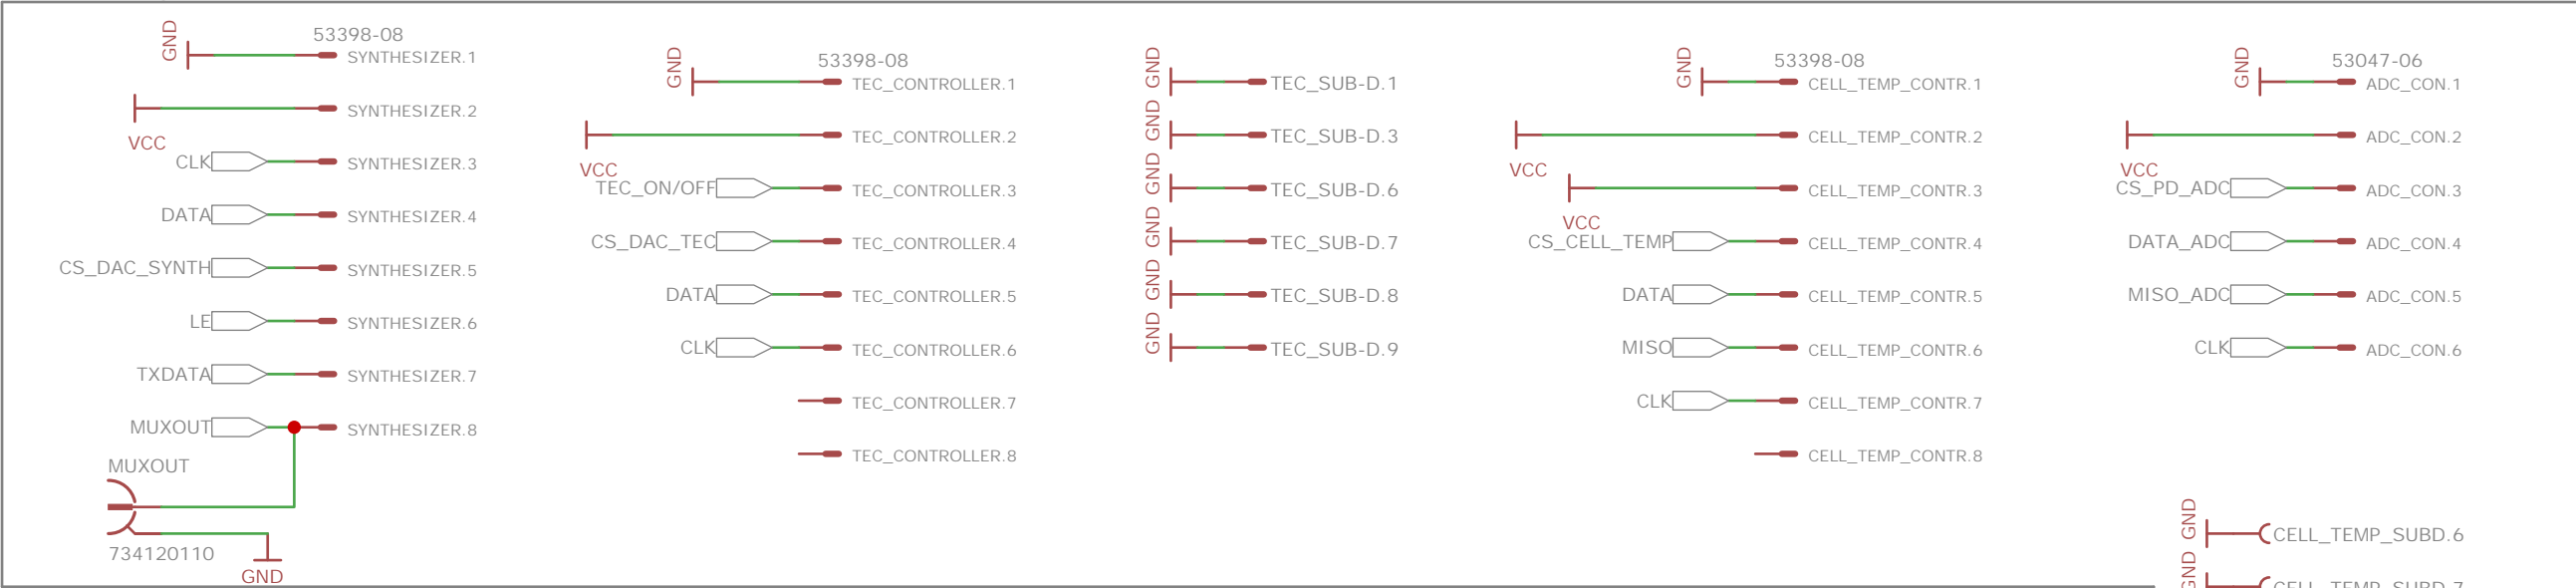 GND
53398-08
SYNTHESIZER.1
SYNTHESIZER.2
VCC
CLK
SYNTHESIZER.3
DATA
SYNTHESIZER.4
CS_DAC_SYNTH
SYNTHESIZER.5
LE
SYNTHESIZER.6
TXDATA
SYNTHESIZER.7
MUXOUT
SYNTHESIZER.8
MUXOUT
734120110
GND
GND
53398-08
TEC_CONTROLLER.1
TEC_CONTROLLER.2
VCC
TEC_ON/OFF
TEC_CONTROLLER.3
CS_DAC_TEC
TEC_CONTROLLER.4
DATA
TEC_CONTROLLER.5
CLK
TEC_CONTROLLER.6
TEC_CONTROLLER.7
TEC_CONTROLLER.8
GND
TEC_SUB-D.1
GND
TEC_SUB-D.3
GND
TEC_SUB-D.6
GND
TEC_SUB-D.7
GND
TEC_SUB-D.8
GND
TEC_SUB-D.9
GND
53398-08
CELL_TEMP_CONTR.1
CELL_TEMP_CONTR.2
VCC
CELL_TEMP_CONTR.3
VCC
CS_CELL_TEMP
CELL_TEMP_CONTR.4
DATA
CELL_TEMP_CONTR.5
MISO
CELL_TEMP_CONTR.6
CLK
CELL_TEMP_CONTR.7
CELL_TEMP_CONTR.8
GND
53047-06
ADC_CON.1
ADC_CON.2
VCC
CS_PD_ADC
ADC_CON.3
DATA_ADC
ADC_CON.4
MISO_ADC
ADC_CON.5
CLK
ADC_CON.6
GND
CELL_TEMP_SUBD.6
GND
CELL_TEMP_SUBD.7